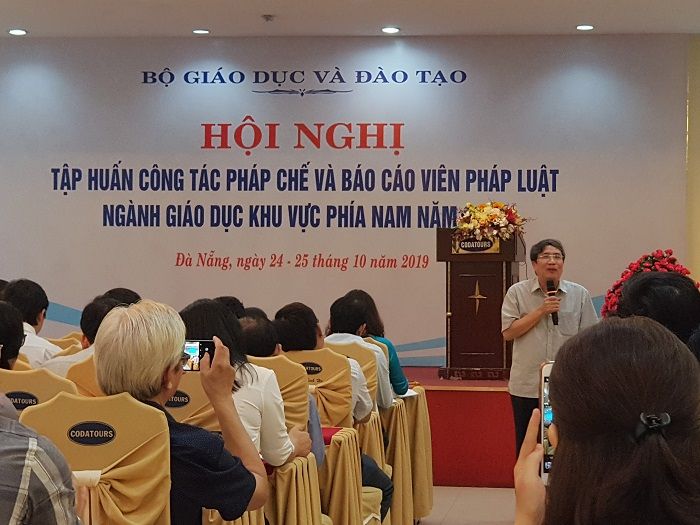 BỘ GIÁO DỤC VÀ ĐÀO TẠO
HỘI NGHỊ
TẬP HUẤN CÔNG TÁC PHÁP CHẾ VÀ BÁO CÁO VIÊN PHÁP LUẬT
NGÀNH GIÁO DỤC KHU VỰC PHÍA NAM NĂM
Đà Nẵng, ngày 24 - 25 tháng 10 năm 2019
CODATOURS
CODATOURS
CODATOURS